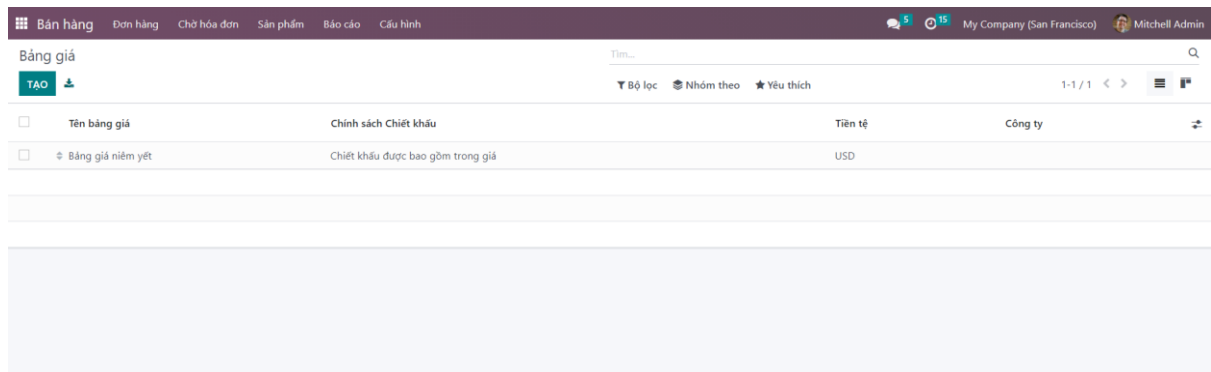 Bán hàng Đơn hàng Chờ hóa đơn Sản phẩm Báo cáo Cấu hình 5 15 My Company (San Francisco) Mitchell Admin
Bảng giá Tìm...
TẠO Bộ lọc Nhóm theo Yêu thích 1-1 / 1
Tên bảng giá Chính sách Chiết khấu Tiền tệ Công ty
Bảng giá niêm yết Chiết khấu được bao gồm trong giá USD